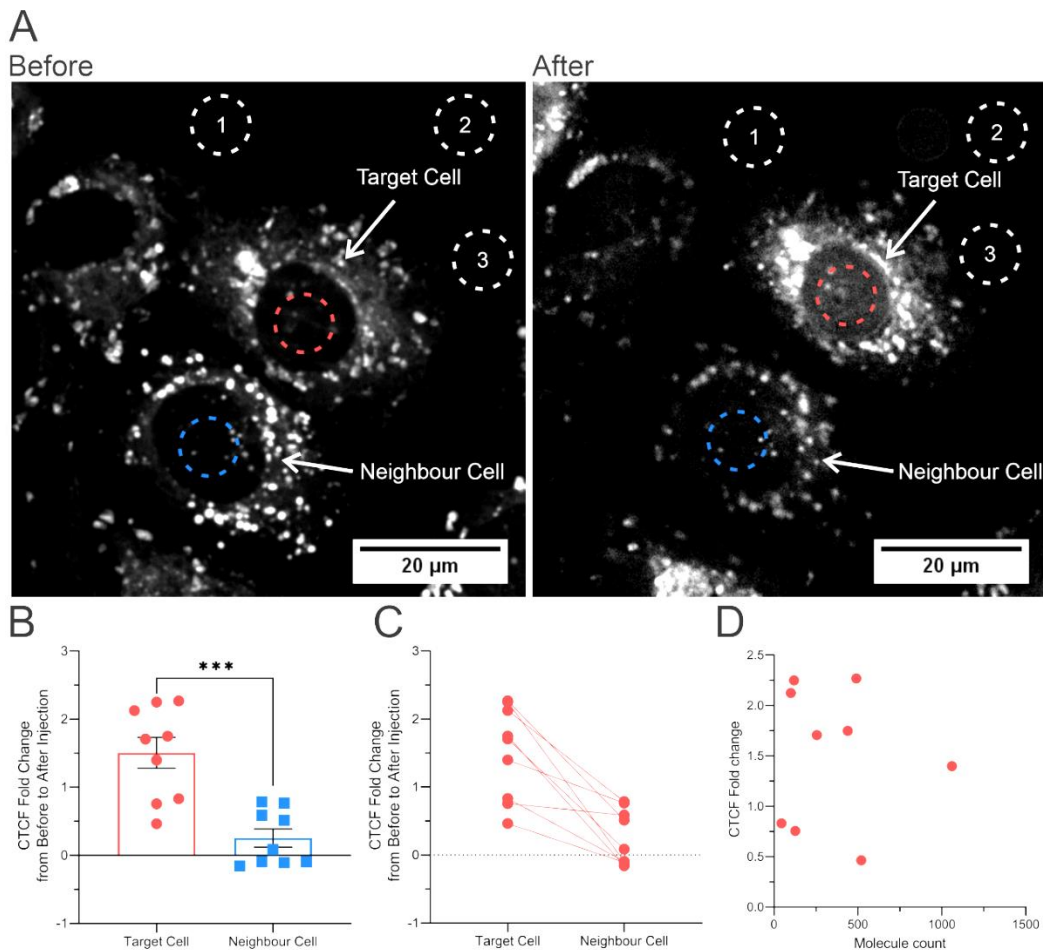 A
Before
After
1
2
1
2
Target Cell
Target Cell
3
3
Neighbour Cell
Neighbour Cell
20 µm
20 µm
B
C
D
CTCF Fold Change
from Before to After Injection
3
2
1
0
-1
***
Target Cell
Neighbour Cell
CTCF Fold Change
from Before to After Injection
3
2
1
0
-1
Target Cell
Neighbour Cell
CTCF Fold change
2.5
2.0
1.5
1.0
0.5
0.0
0
500
1000
1500
Molecule count